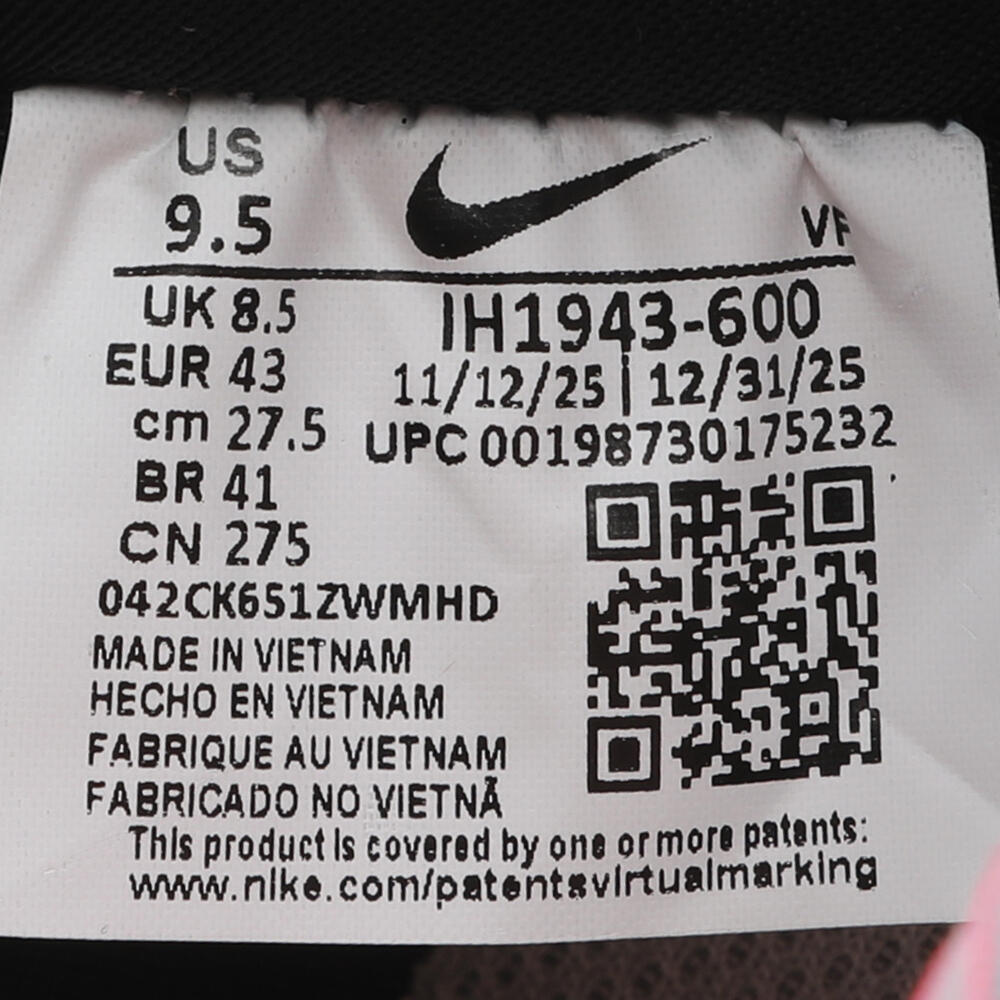 US
9.5
VF
UK 8.5
EUR 43
cm 27.5
BR 41
CN 275
IH1943-600
11/12/25 | 12/31/25
UPC 00198730175232
042CK651ZWMHD
MADE IN VIETNAM
HECHO EN VIETNAM
FABRIQUE AU VIETNAM
FABRICADO NO VIETNÃ
This product is covered by one or more patents:
www.nike.com/patentsvirtualmarking